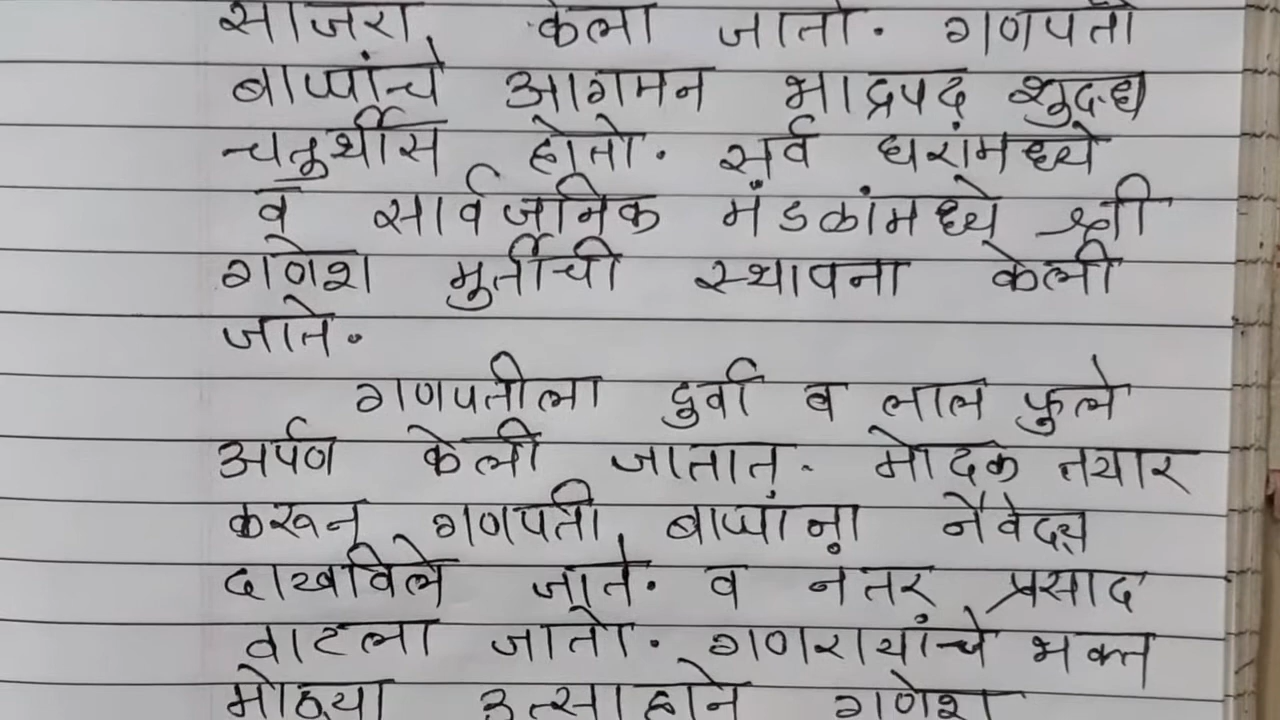 साजरा केला जातो. गणपती
बाप्पांचे आगमन भाद्रपद शुद्ध
चतुर्थीस होतो. सर्व घरांमध्ये
व सार्वजनिक मंडळांमध्ये श्री
गणेश मुर्तीची स्थापना केली
जाते.
गणपतीला दुर्वा व लाल फुले
अर्पण केली जातात. मोदक तयार
करून गणपती बाप्पांना नैवेद्य
दाखविले जाते. व नंतर प्रसाद
वाटला जातो. गणरायांचे भक्त
मोठ्या उत्साहाने गणेश